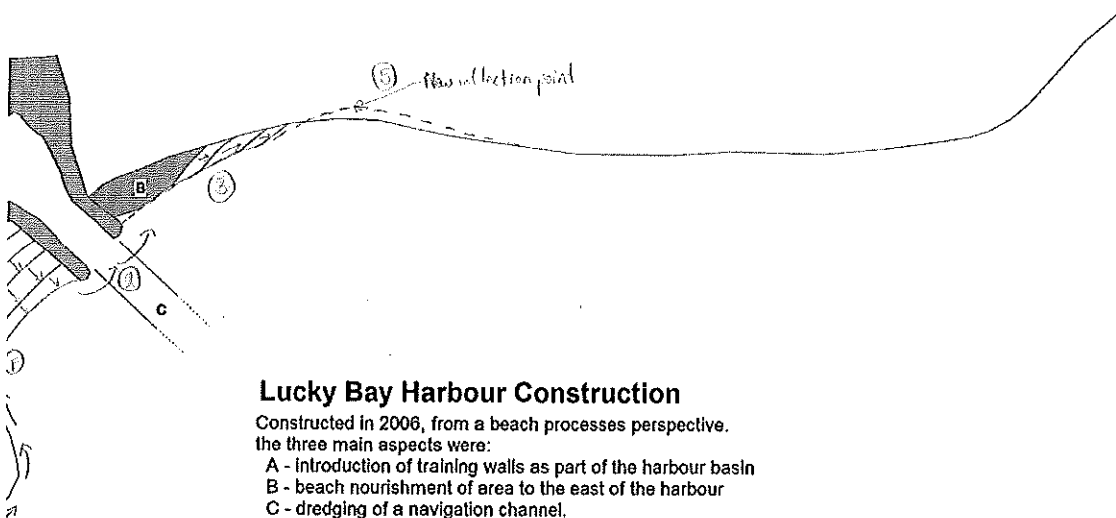 ⑤ New inflection point
B
③
②
C
①
Lucky Bay Harbour Construction
Constructed in 2006, from a beach processes perspective.
the three main aspects were:
A - introduction of training walls as part of the harbour basin
B - beach nourishment of area to the east of the harbour
C - dredging of a navigation channel.